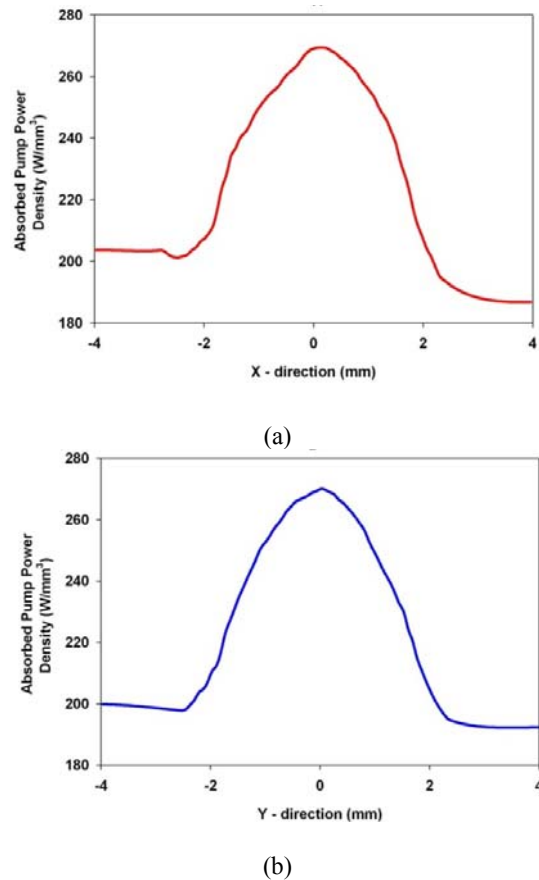 280
260
240
220
200
180
Absorbed Pump Power
Density (W/mm³)
-4 -2 0 2 4
X - direction (mm)
(a)
280
260
240
220
200
180
Absorbed Pump Power
Density (W/mm³)
-4 -2 0 2 4
Y - direction (mm)
(b)